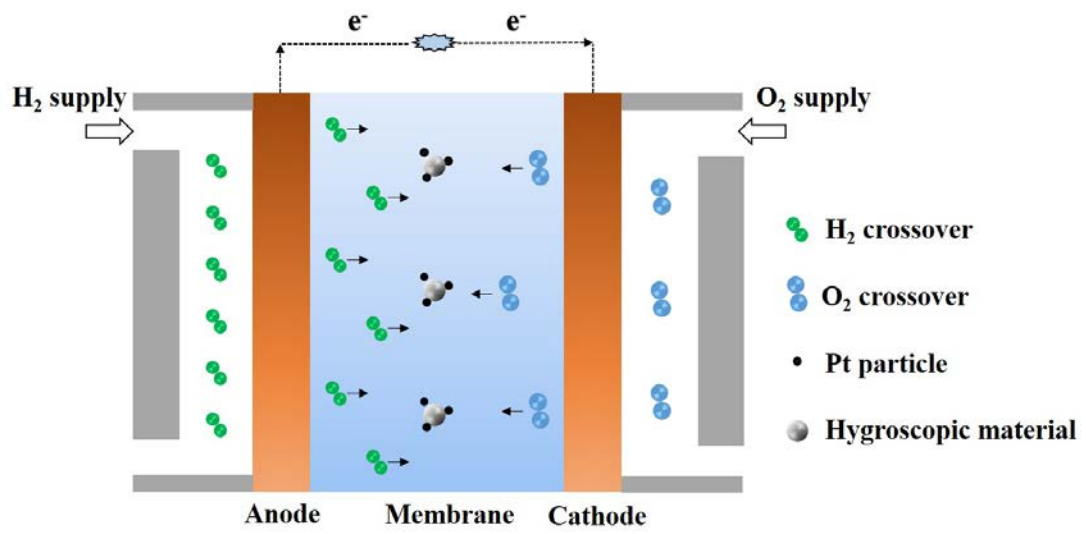 e⁻ e⁻
H₂ supply
O₂ supply
H₂ crossover
O₂ crossover
Pt particle
Hygroscopic material
Anode Membrane Cathode